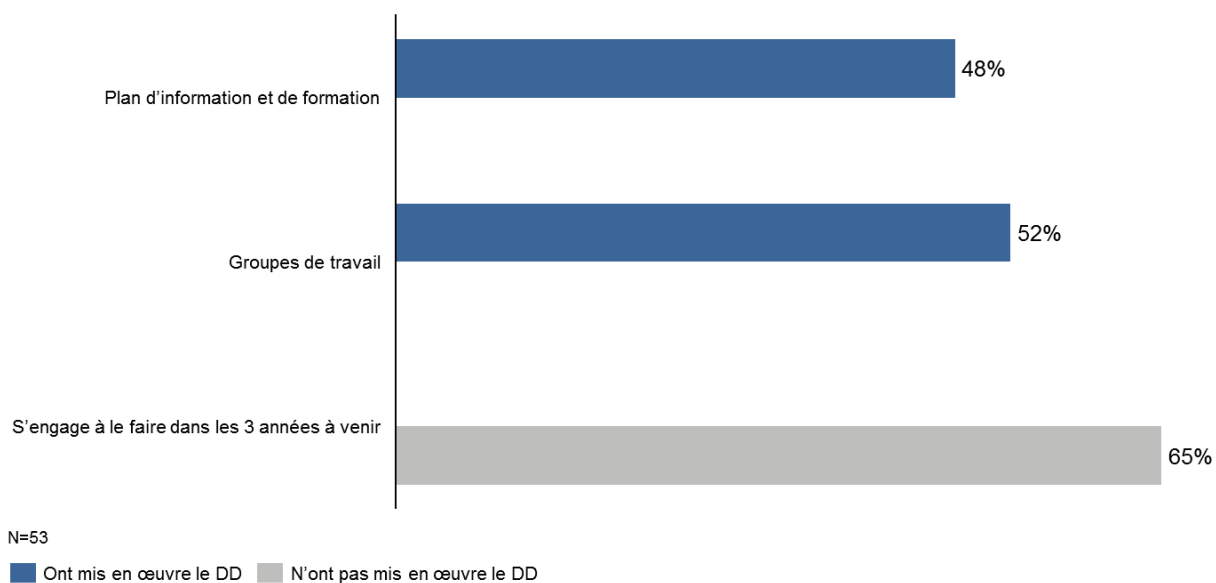 48%
Plan d’information et de formation
52%
Groupes de travail
S’engage à le faire dans les 3 années à venir
65%
N=53
Ont mis en œuvre le DD
N’ont pas mis en œuvre le DD